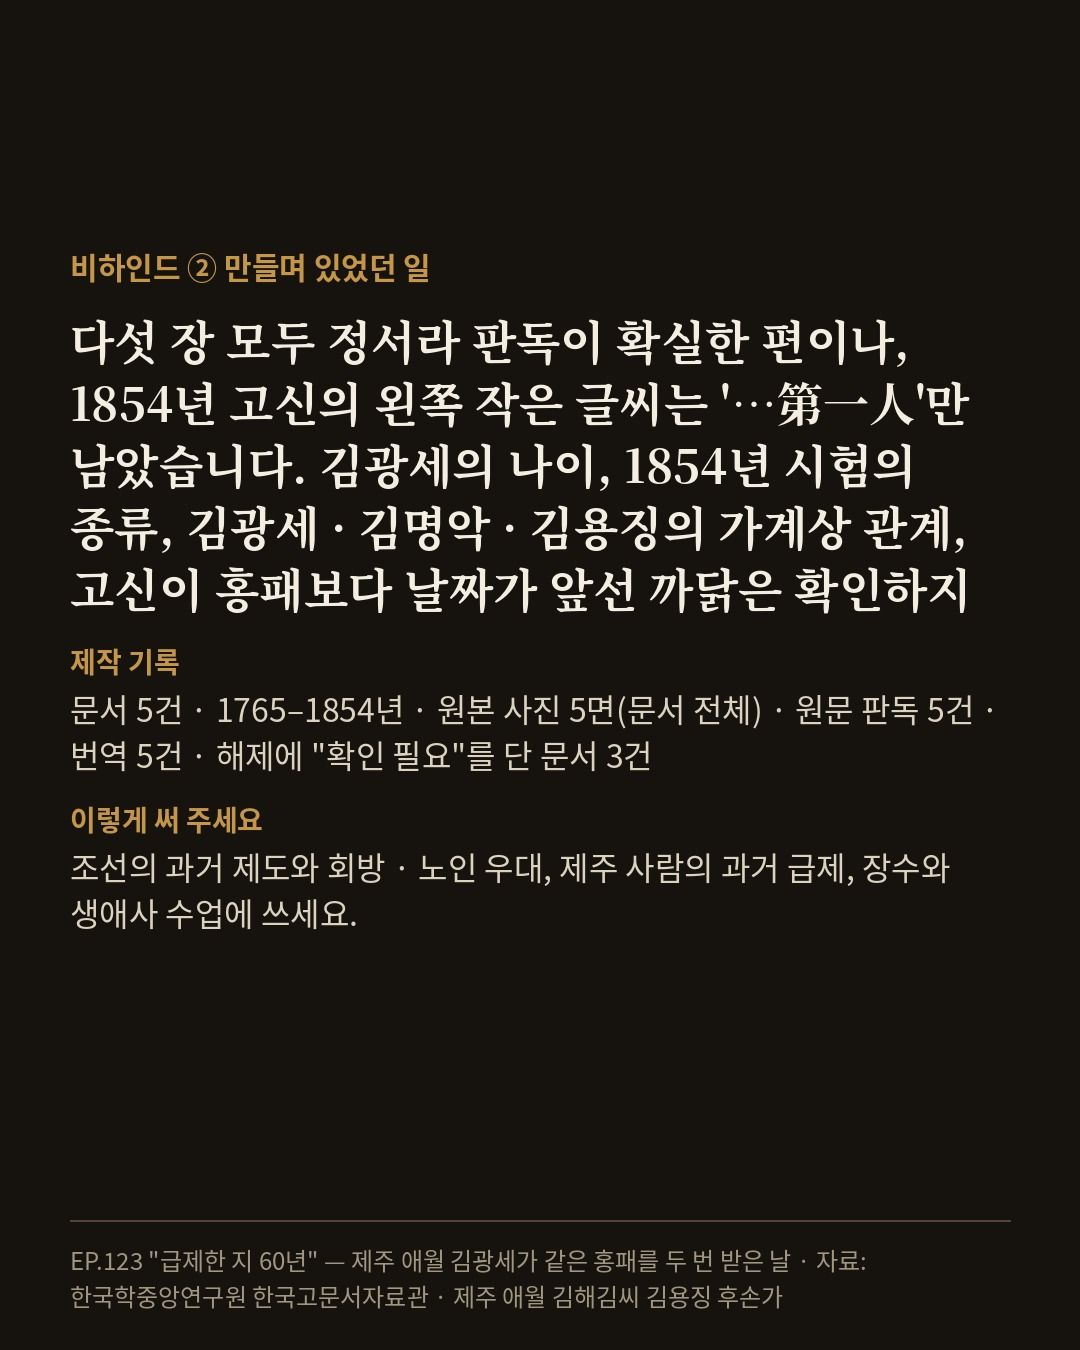 비하인드 ② 만들며 있었던 일
다섯 장 모두 정서라 판독이 확실한 편이나,
1854년 고신의 왼쪽 작은 글씨는 '…第一人'만
남았습니다. 김광세의 나이, 1854년 시험의
종류, 김광세 · 김명악 · 김용징의 가계상 관계,
고신이 홍패보다 날짜가 앞선 까닭은 확인하지
제작 기록
문서 5건 · 1765–1854년 · 원본 사진 5면(문서 전체) · 원문 판독 5건 ·
번역 5건 · 해제에 "확인 필요"를 단 문서 3건
이렇게 써 주세요
조선의 과거 제도와 회방 · 노인 우대, 제주 사람의 과거 급제, 장수와
생애사 수업에 쓰세요.
EP.123 "급제한 지 60년" — 제주 애월 김광세가 같은 홍패를 두 번 받은 날 · 자료:
한국학중앙연구원 한국고문서자료관 · 제주 애월 김해김씨 김용징 후손가